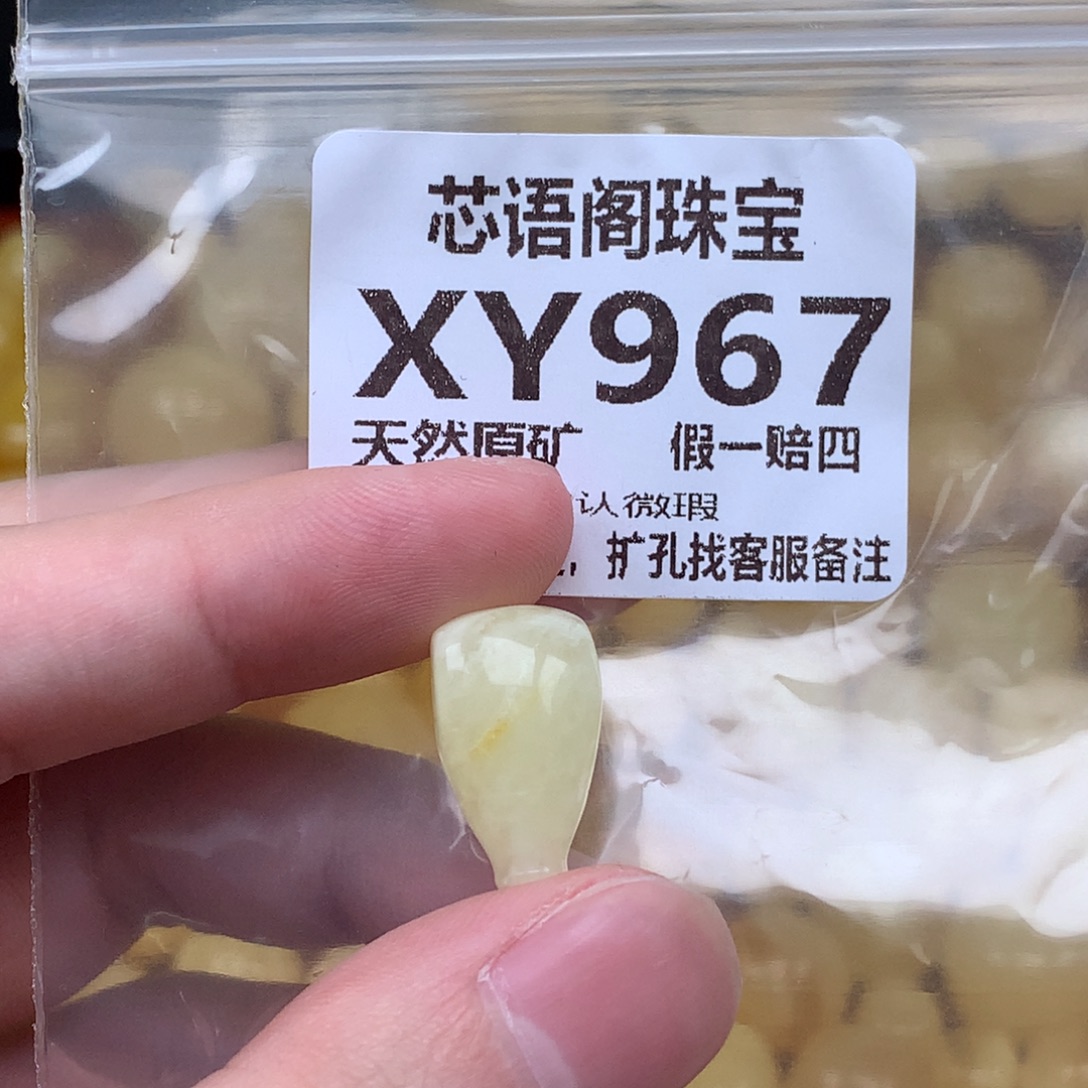 芯语阁珠宝
XY967
天然原矿 假一赔四
认微瑕
，扩孔找客服备注